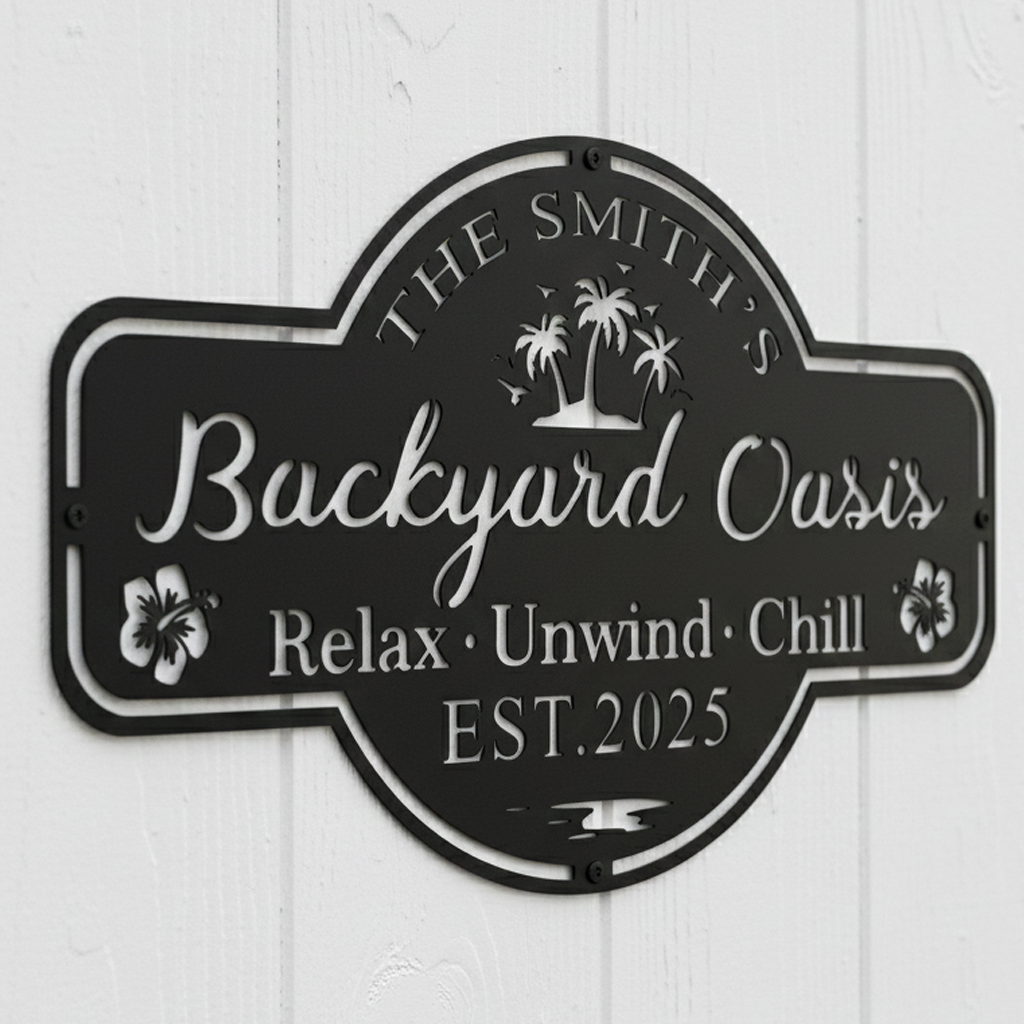 THE SMITH'S
Backyard Oasis
Relax · Unwind · Chill
EST.2025